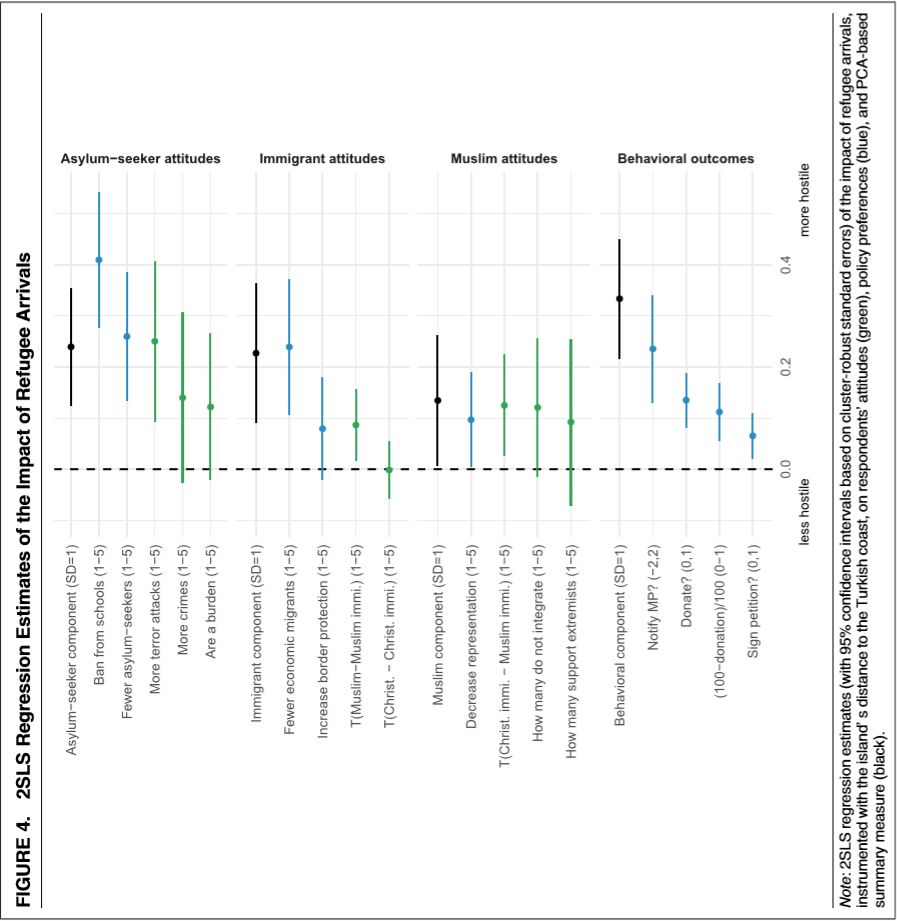 FIGURE 4. 2SLS Regression Estimates of the Impact of Refugee Arrivals
Asylum−seeker attitudes
Asylum−seeker component (SD=1)
Ban from schools (1−5)
Fewer asylum−seekers (1−5)
More terror attacks (1−5)
More crimes (1−5)
Are a burden (1−5)
Immigrant attitudes
Immigrant component (SD=1)
Fewer economic migrants (1−5)
Increase border protection (1−5)
T(Muslim−Muslim immi.) (1−5)
T(Christ. − Christ. immi.) (1−5)
Muslim attitudes
Muslim component (SD=1)
Decrease representation (1−5)
T(Christ. immi. − Muslim immi.) (1−5)
How many do not integrate (1−5)
How many support extremists (1−5)
Behavioral outcomes
Behavioral component (SD=1)
Notify MP? (−2,2)
Donate? (0,1)
(100−donation)/100 (0−1)
Sign petition? (0,1)
0.0 0.2 0.4
less hostile more hostile
Note: 2SLS regression estimates (with 95% confidence intervals based on cluster-robust standard errors) of the impact of refugee arrivals,
instrumented with the island' s distance to the Turkish coast, on respondents' attitudes (green), policy preferences (blue), and PCA-based
summary measure (black).